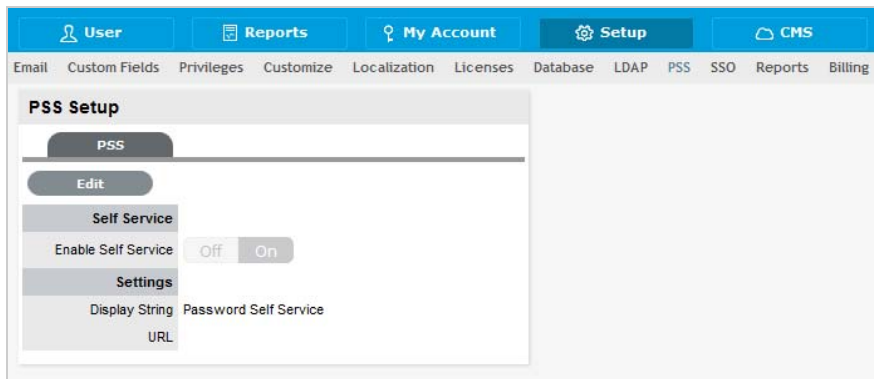 User Reports My Account Setup CMS
Email Custom Fields Privileges Customize Localization Licenses Database LDAP PSS SSO Reports Billing
PSS Setup
PSS
Edit
Self Service
Enable Self Service Off On
Settings
Display String Password Self Service
URL